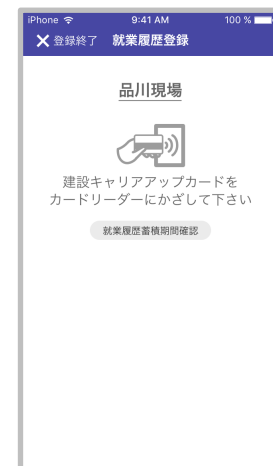 iPhone 9:41 AM 100 %
✕ 登録終了 就業履歴登録
品川現場
建設キャリアアップカードを
カードリーダーにかざして下さい
就業履歴蓄積期間確認